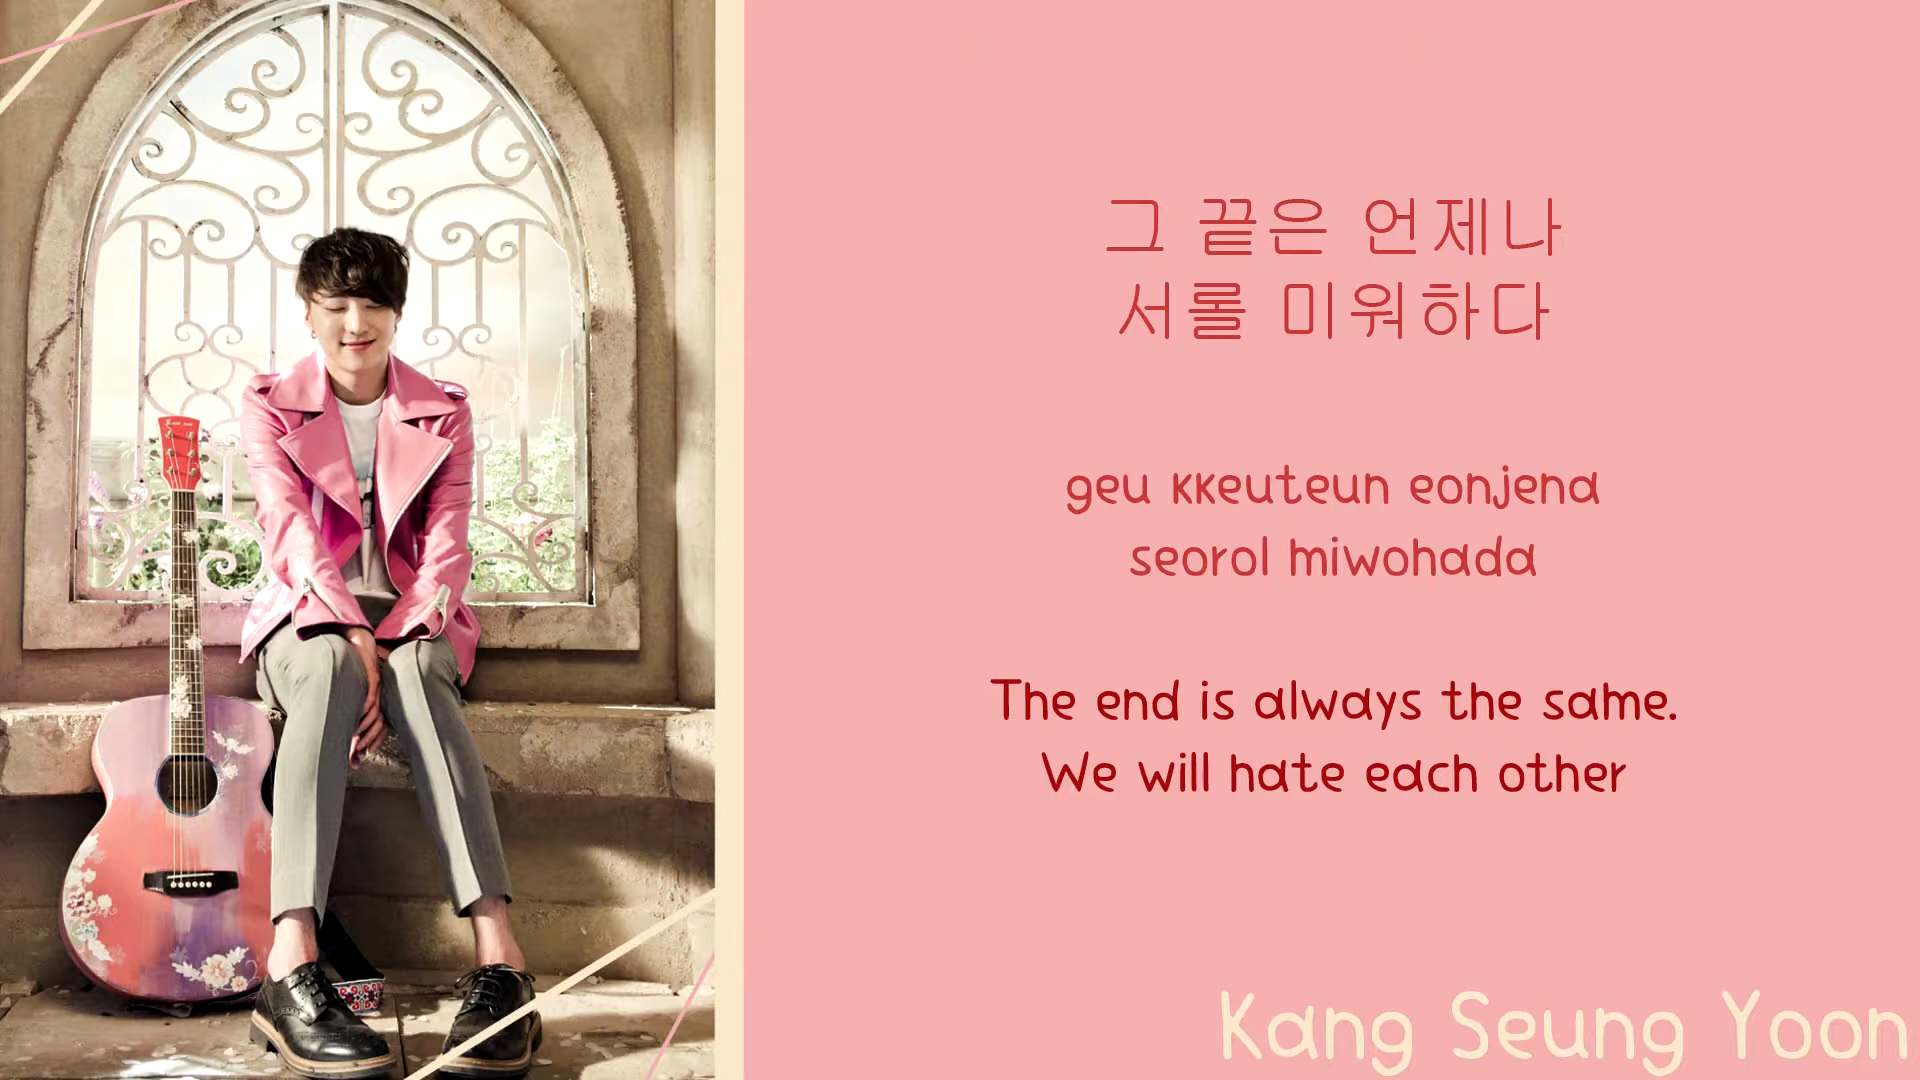 그 끝은 언제나
서롤 미워하다
geu kkeuteun eonjena
seorol miwohada
The end is always the same.
We will hate each other
Kang Seung Yoon